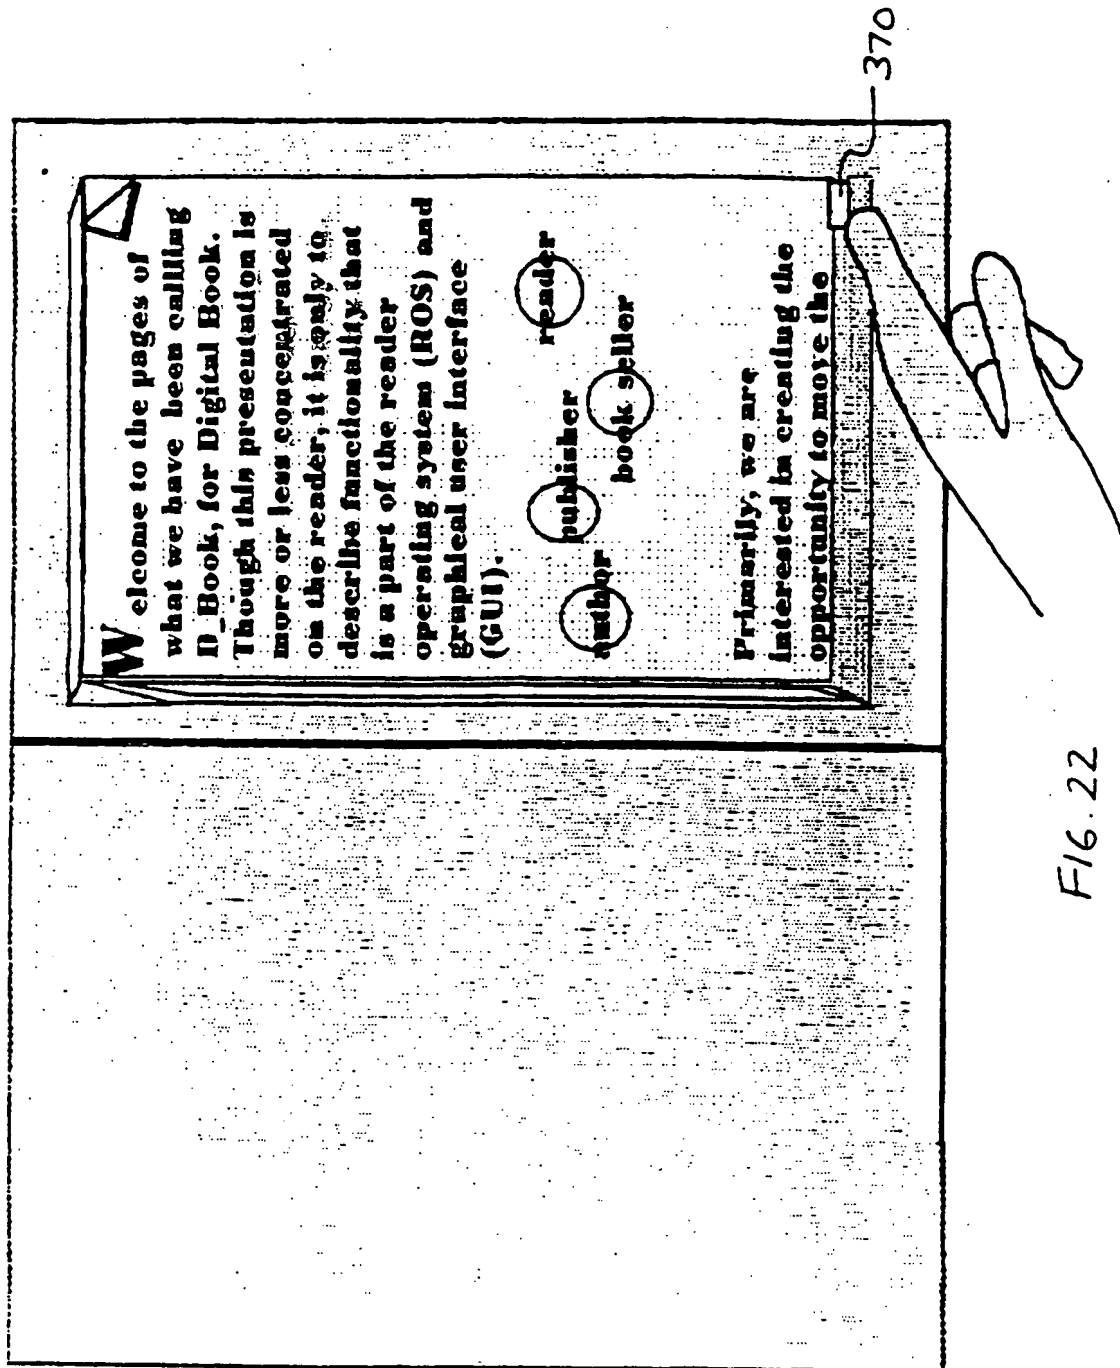 Welcome to the pages of
what we have been callling
D_Book, for Digital Book.
Though this presentation is
more or less concentrated
on the reader, it is only to
describe functionality that
is a part of the reader
operating system (ROS) and
graphical user interface
(GUI).
author
publisher
book seller
reader
Primarily, we are
interested in creating the
opportunity to move the
370
FIG. 22